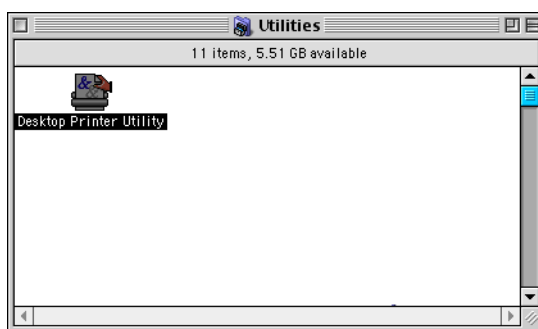 Utilities
11 items, 5.51 GB available
Desktop Printer Utility